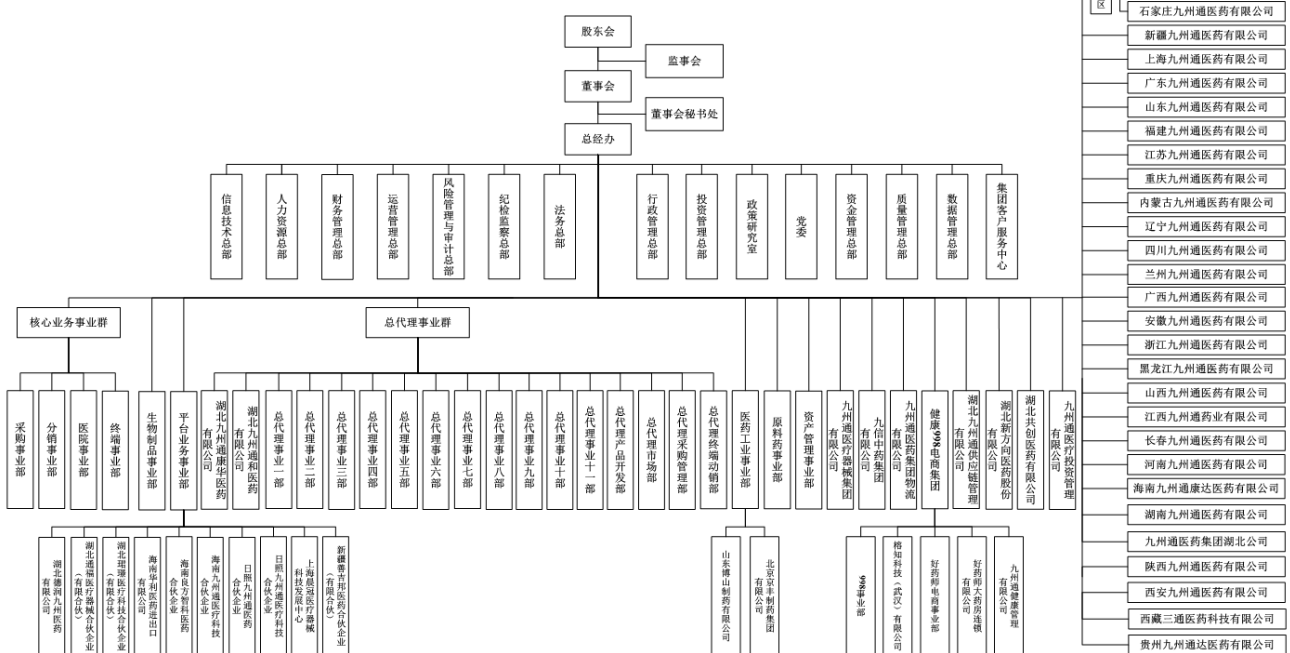 区
石家庄九州通医药有限公司
新疆九州通医药有限公司
上海九州通医药有限公司
广东九州通医药有限公司
山东九州通医药有限公司
福建九州通医药有限公司
江苏九州通医药有限公司
重庆九州通医药有限公司
内蒙古九州通医药有限公司
辽宁九州通医药有限公司
四川九州通医药有限公司
兰州九州通医药有限公司
广西九州通医药有限公司
安徽九州通医药有限公司
浙江九州通医药有限公司
黑龙江九州通医药有限公司
山西九州通医药有限公司
江西九州通药业有限公司
长春九州通医药有限公司
河南九州通医药有限公司
海南九州通康达医药有限公司
湖南九州通医药有限公司
九州通医药集团湖北公司
陕西九州通医药有限公司
西安九州通医药有限公司
西藏三通医药科技有限公司
贵州九州通达医药有限公司
股东会
监事会
董事会
董事会秘书处
总经办
信息技术总部
人力资源总部
财务管理总部
运营管理总部
风险管理与审计总部
纪检监察总部
法务总部
行政管理总部
投资管理总部
政策研究室
党委
资金管理总部
质量管理总部
数据管理总部
集团客户服务中心
核心业务事业群
总代理事业群
采购事业部
分销事业部
医院事业部
终端事业部
生物制品事业部
平台业务事业部
湖北九州通康华医药
有限公司
湖北九州通和医药
有限公司
总代理事业一部
总代理事业二部
总代理事业三部
总代理事业四部
总代理事业五部
总代理事业六部
总代理事业七部
总代理事业八部
总代理事业九部
总代理事业十部
总代理事业十一部
总代理产品开发部
总代理市场部
总代理采购管理部
总代理终端动销部
医药工业事业部
原料药事业部
资产管理事业部
九州通医疗器械集团
有限公司
九信中药集团
有限公司
九州通医药集团物流
有限公司
健康998电商集团
湖北九州通供应链管理
有限公司
湖北新方向医药股份
有限公司
湖北共创医药有限公司
九州通医疗投资管理
有限公司
湖北德润九州医药
有限公司
湖北通福医疗器械合伙企业
（有限合伙）
湖北瑁璟医疗科技合伙企业
（有限合伙）
海南华利医药进出口
有限公司
海南良方智科医药
合伙企业
海南九州通医疗科技
合伙企业
日照九州通医药
合伙企业
日照九州通医疗科技
合伙企业
上海晨冠医疗器械
科技发展中心
新疆善吉邦医药合伙企业
（有限合伙）
山东博山制药有限公司
北京京丰制药集团
有限公司
998事业部
榕知科技（武汉）有限公司
好药师电商事业部
好药师大药房连锁
有限公司
九州通健康管理
有限公司